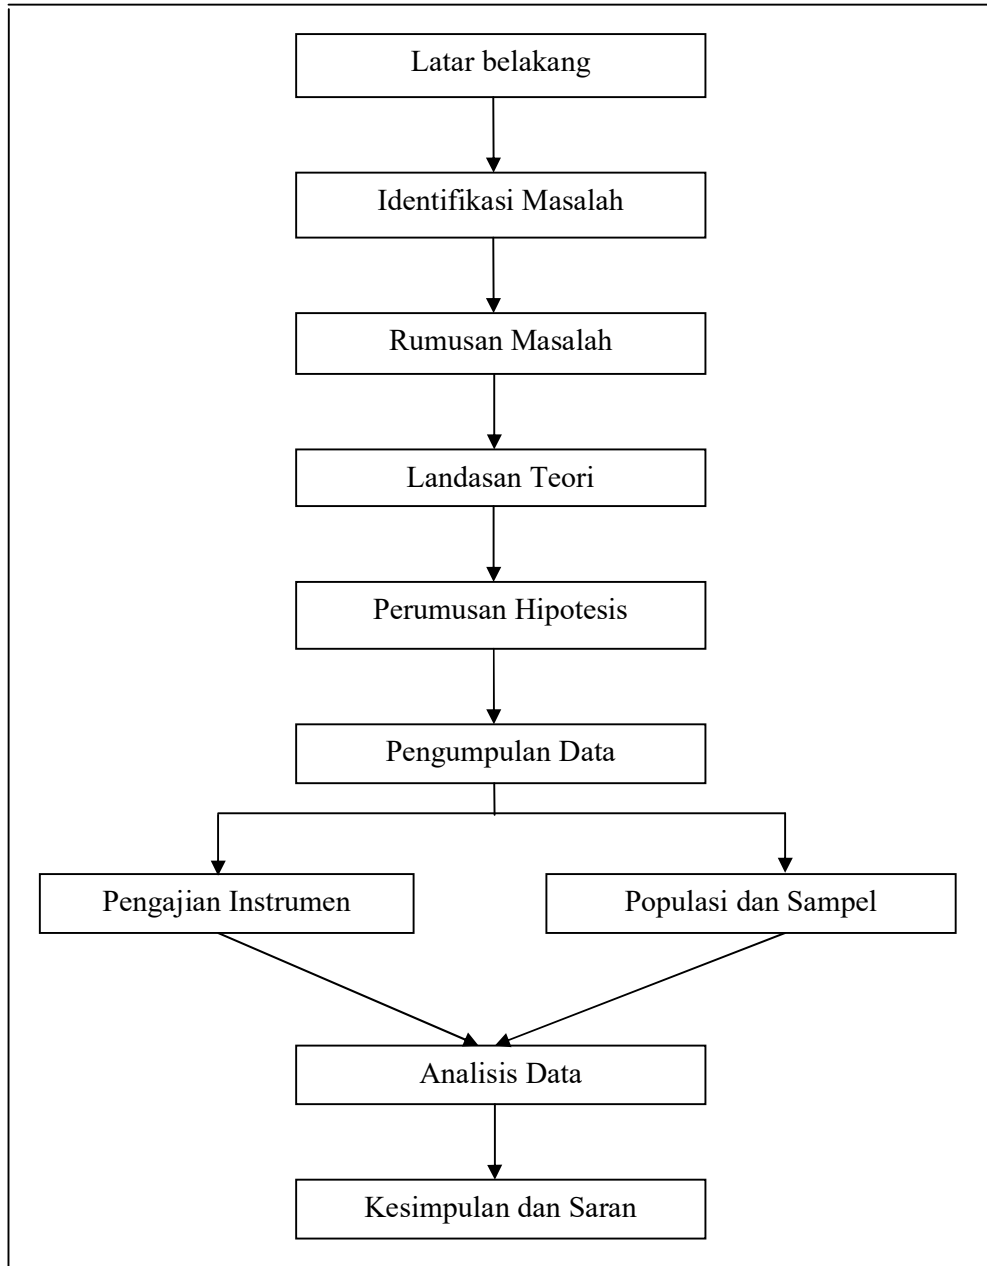 Latar belakang
Identifikasi Masalah
Rumusan Masalah
Landasan Teori
Perumusan Hipotesis
Pengumpulan Data
Pengajian Instrumen
Populasi dan Sampel
Analisis Data
Kesimpulan dan Saran